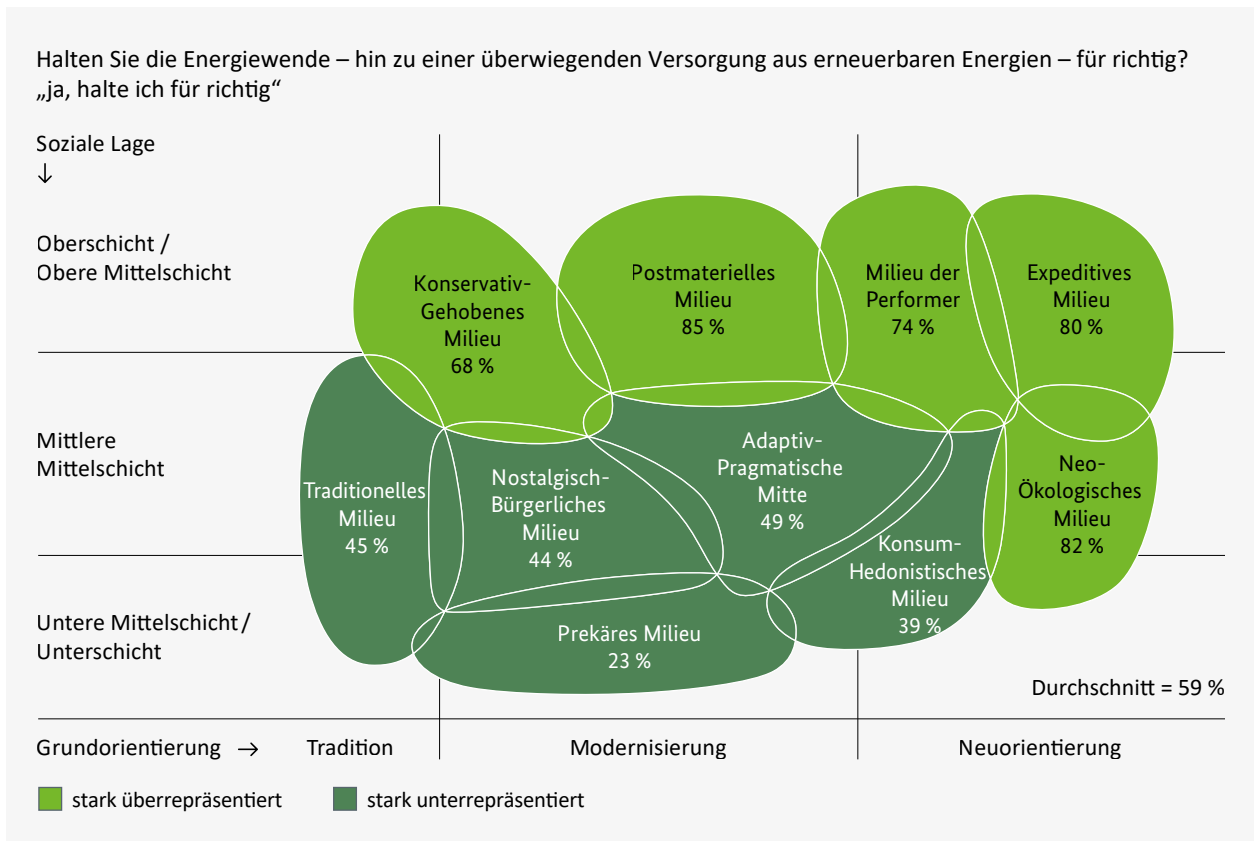 Halten Sie die Energiewende – hin zu einer überwiegenden Versorgung aus erneuerbaren Energien – für richtig?
„ja, halte ich für richtig“
Soziale Lage
↓
Oberschicht /
Obere Mittelschicht
Mittlere
Mittelschicht
Untere Mittelschicht /
Unterschicht
Konservativ-
Gehobenes
Milieu
68 %
Postmaterielles
Milieu
85 %
Milieu der
Performer
74 %
Expeditives
Milieu
80 %
Traditionelles
Milieu
45 %
Nostalgisch-
Bürgerliches
Milieu
44 %
Adaptiv-
Pragmatische
Mitte
49 %
Konsum-
Hedonistisches
Milieu
39 %
Neo-
Ökologisches
Milieu
82 %
Prekäres Milieu
23 %
Durchschnitt = 59 %
Grundorientierung →
Tradition
Modernisierung
Neuorientierung
stark überrepräsentiert
stark unterrepräsentiert